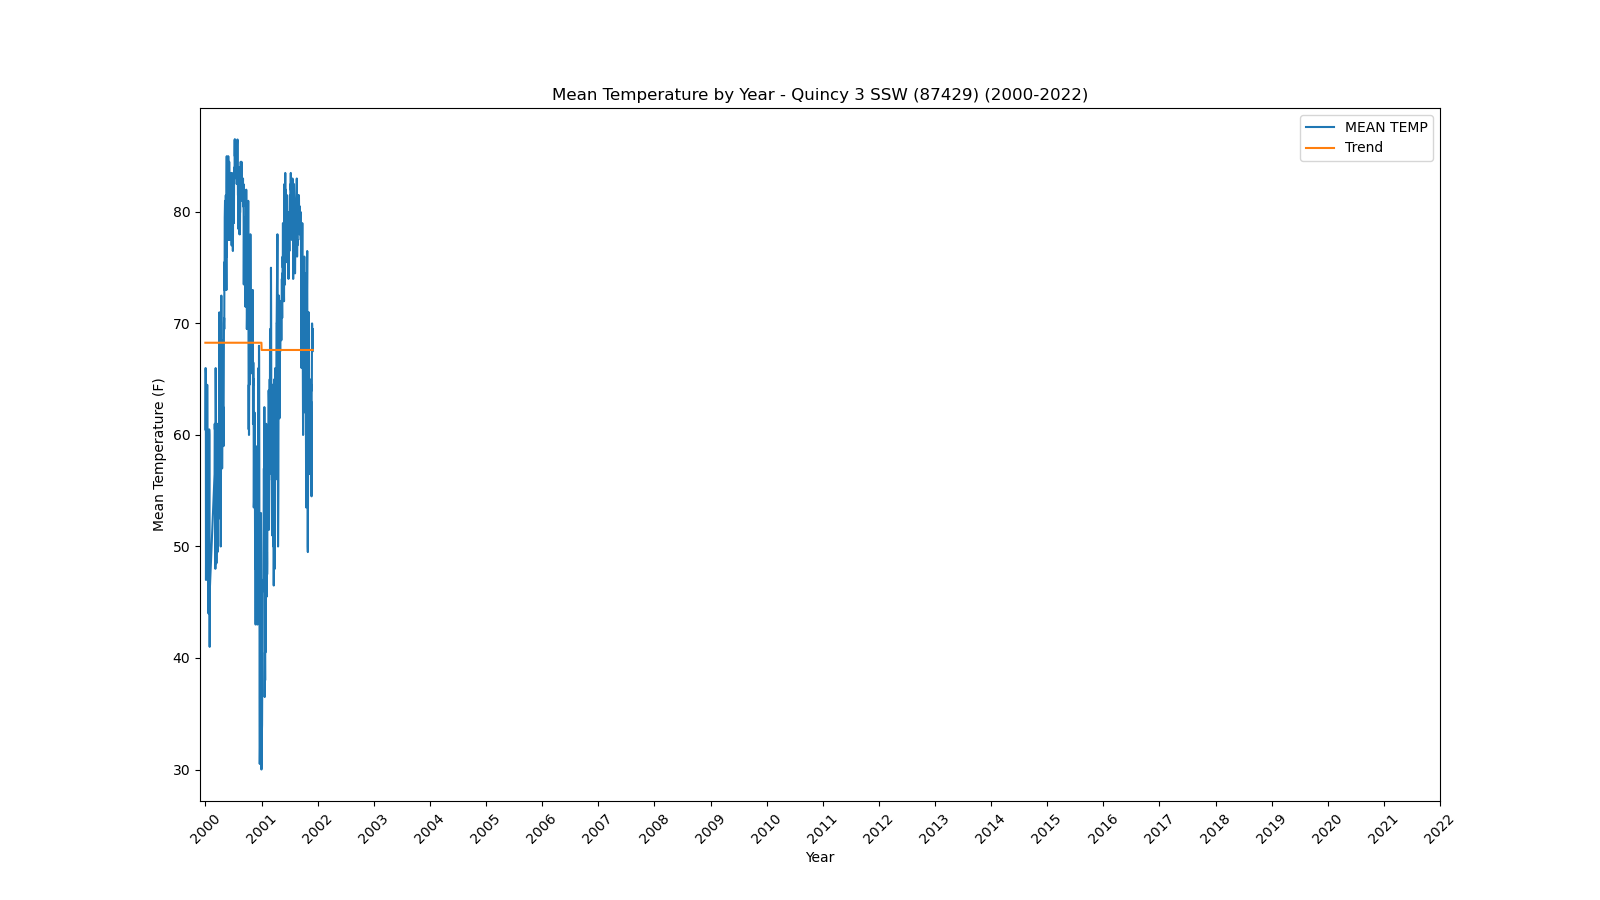 Mean Temperature by Year - Quincy 3 SSW (87429) (2000-2022)
MEAN TEMP
Trend
80
70
60
50
40
30
Mean Temperature (F)
2000 2001 2002 2003 2004 2005 2006 2007 2008 2009 2010 2011 2012 2013 2014 2015 2016 2017 2018 2019 2020 2021 2022
Year